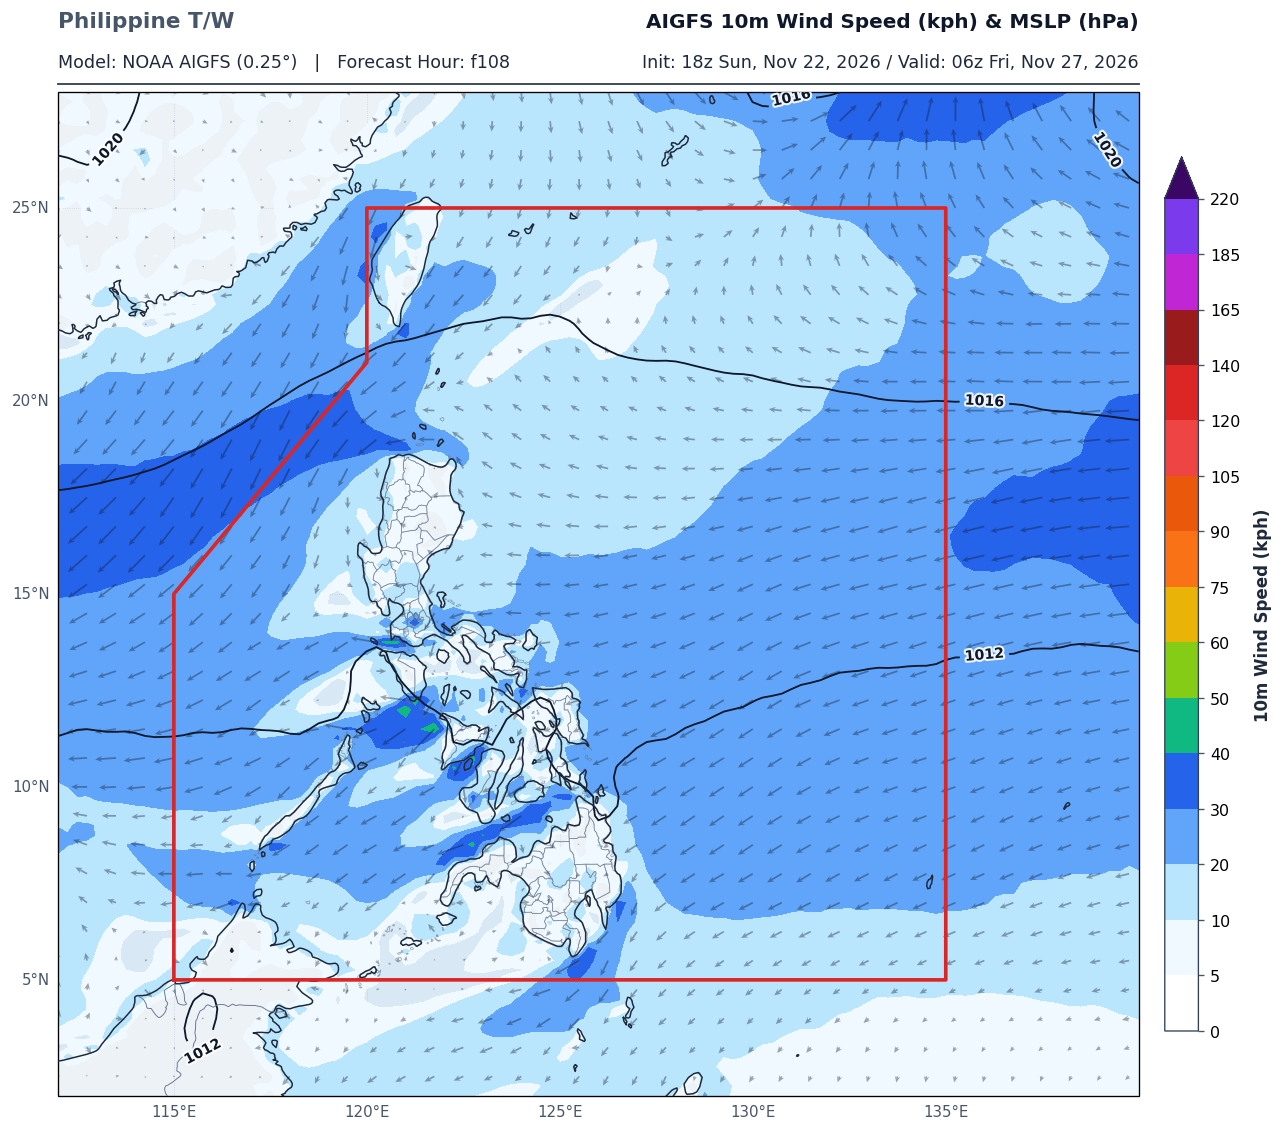 Philippine T/W
AIGFS 10m Wind Speed (kph) & MSLP (hPa)
Model: NOAA AIGFS (0.25°)   |   Forecast Hour: f108
Init: 18z Sun, Nov 22, 2026 / Valid: 06z Fri, Nov 27, 2026
1020
1016
1020
1016
1012
1012
25°N
20°N
15°N
10°N
5°N
115°E
120°E
125°E
130°E
135°E
220
185
165
140
120
105
90
75
60
50
40
30
20
10
5
0
10m Wind Speed (kph)